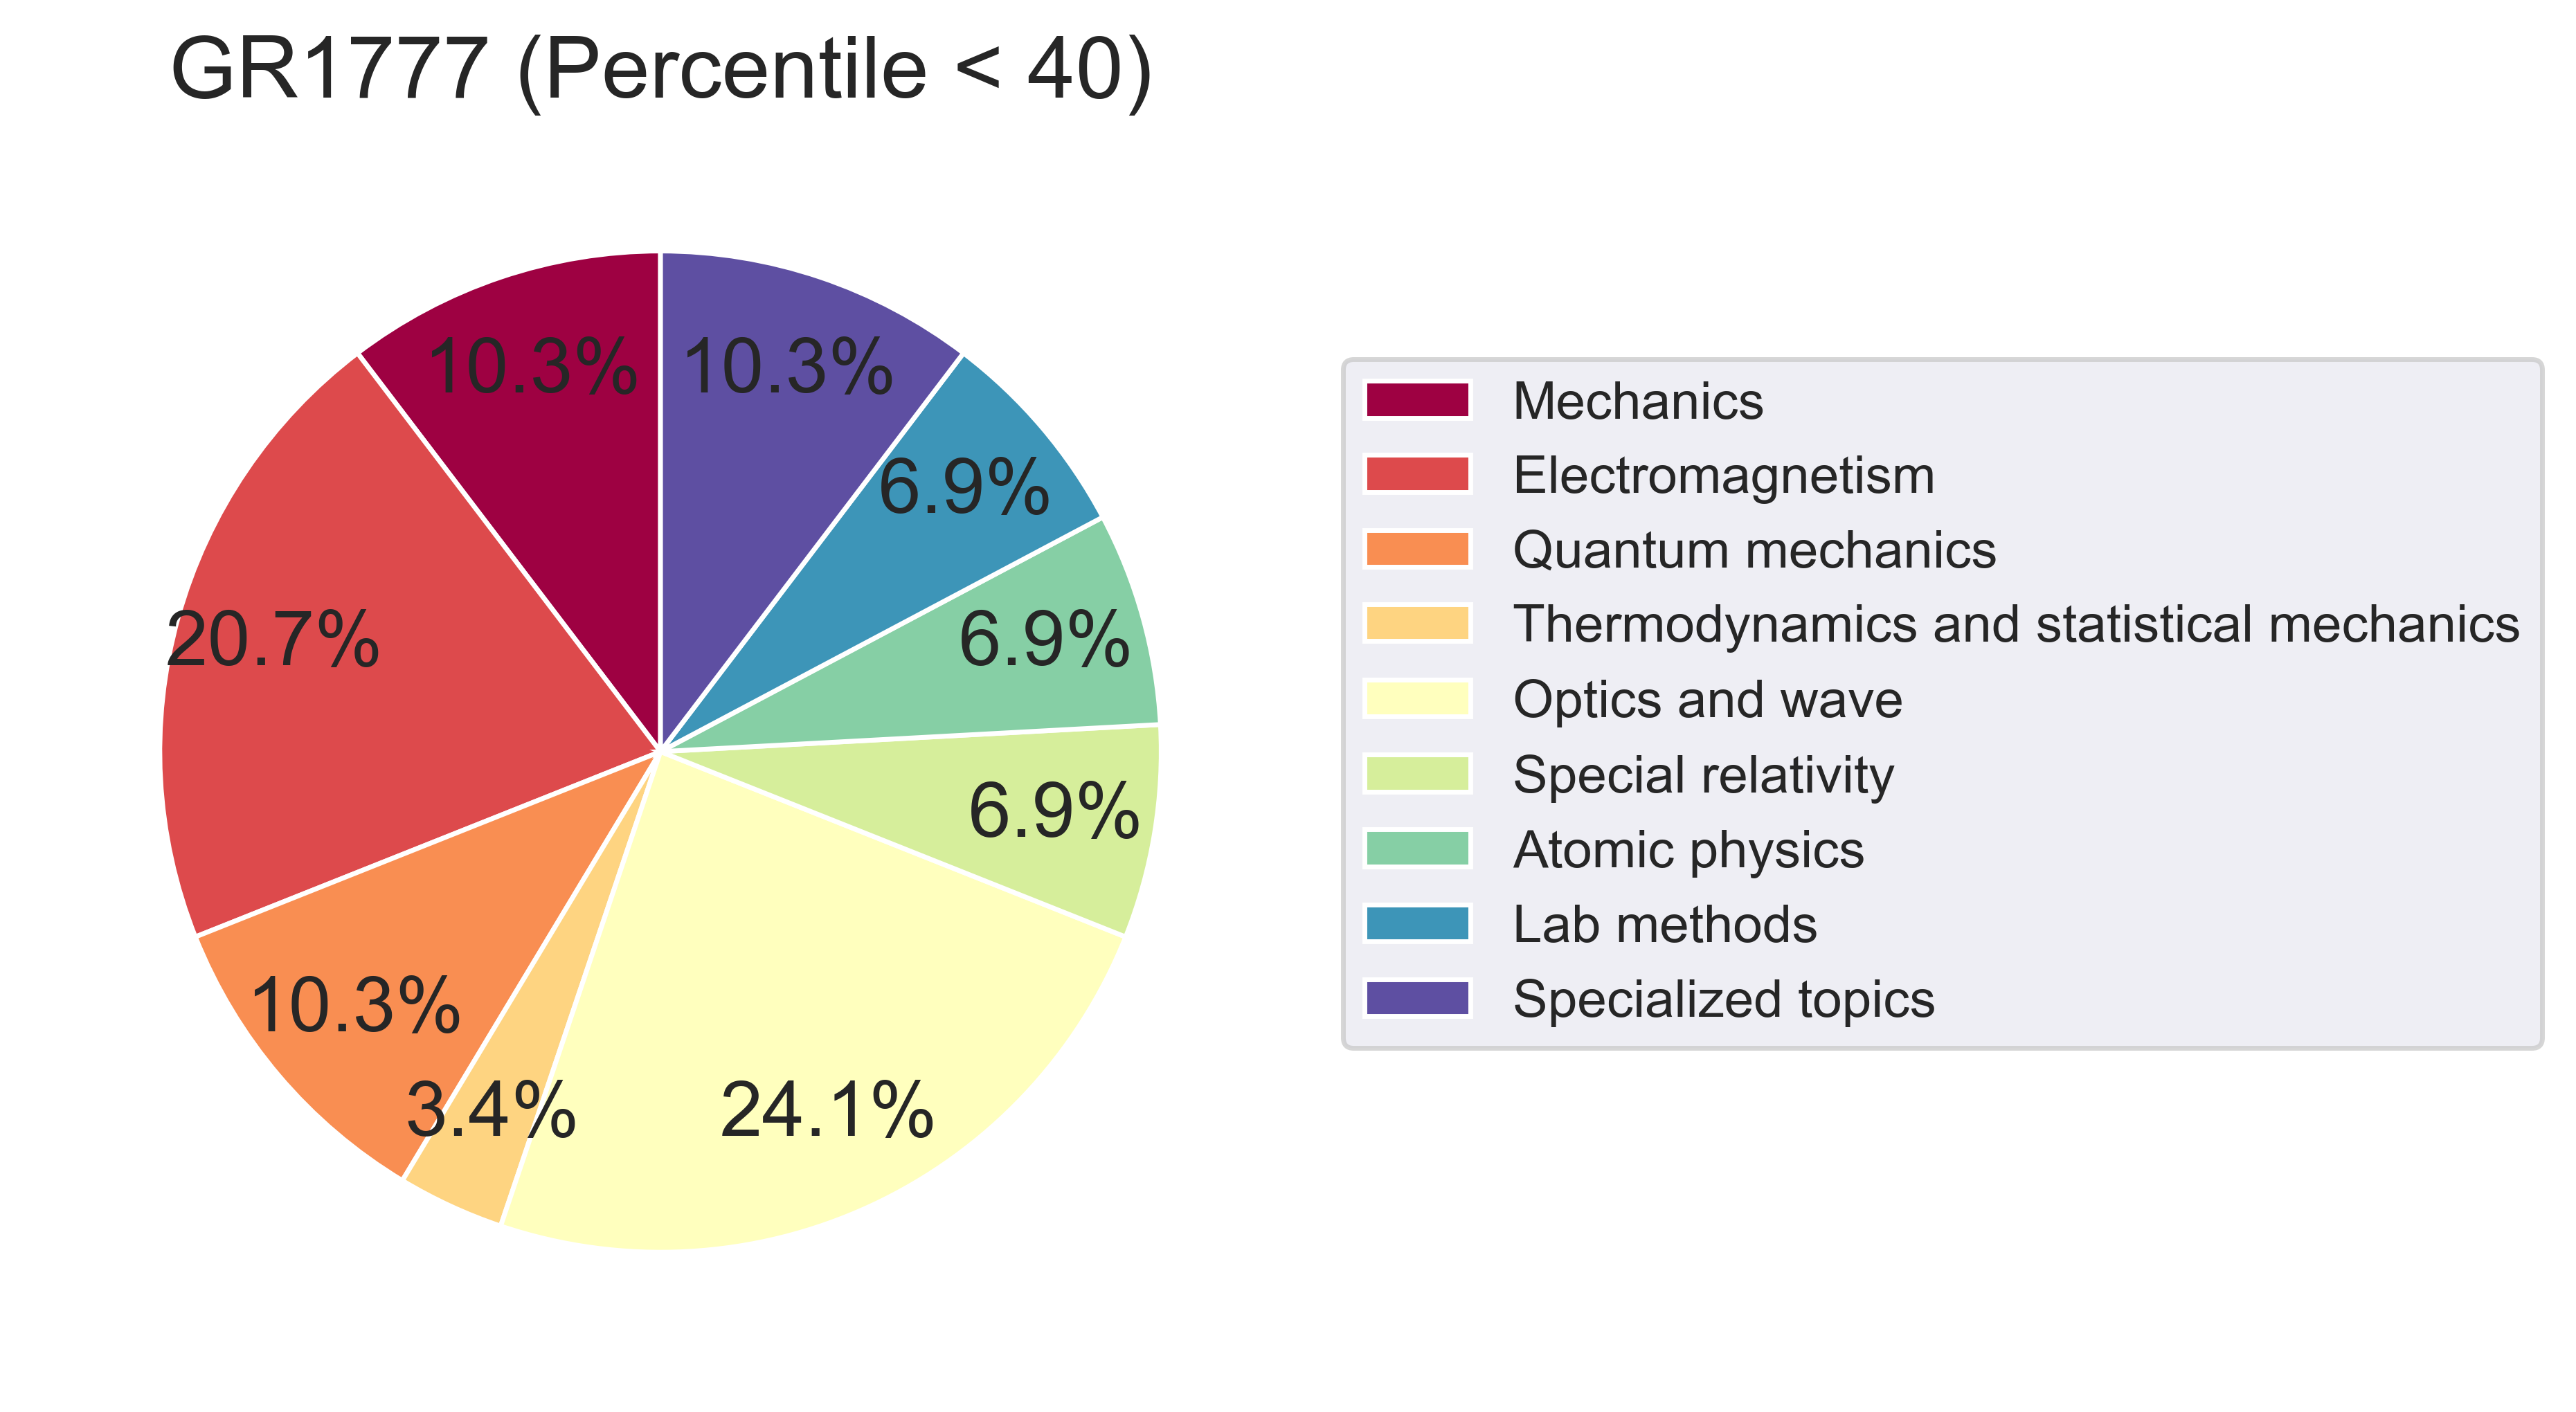 GR1777 (Percentile < 40)
10.3%
10.3%
6.9%
20.7%
6.9%
6.9%
10.3%
3.4%
24.1%
Mechanics
Electromagnetism
Quantum mechanics
Thermodynamics and statistical mechanics
Optics and wave
Special relativity
Atomic physics
Lab methods
Specialized topics